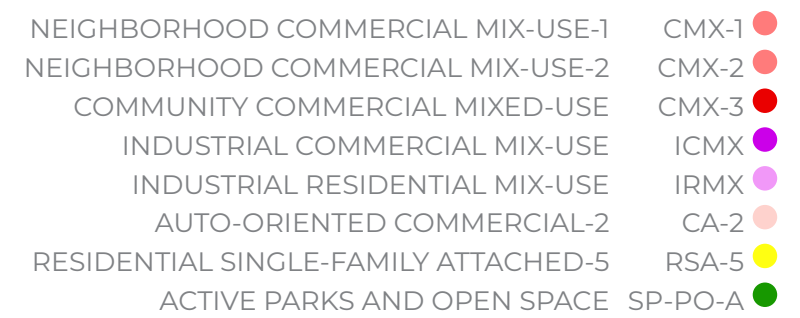 NEIGHBORHOOD COMMERCIAL MIX-USE-1 CMX-1
NEIGHBORHOOD COMMERCIAL MIX-USE-2 CMX-2
COMMUNITY COMMERCIAL MIXED-USE CMX-3
INDUSTRIAL COMMERCIAL MIX-USE ICMX
INDUSTRIAL RESIDENTIAL MIX-USE IRMX
AUTO-ORIENTED COMMERCIAL-2 CA-2
RESIDENTIAL SINGLE-FAMILY ATTACHED-5 RSA-5
ACTIVE PARKS AND OPEN SPACE SP-PO-A